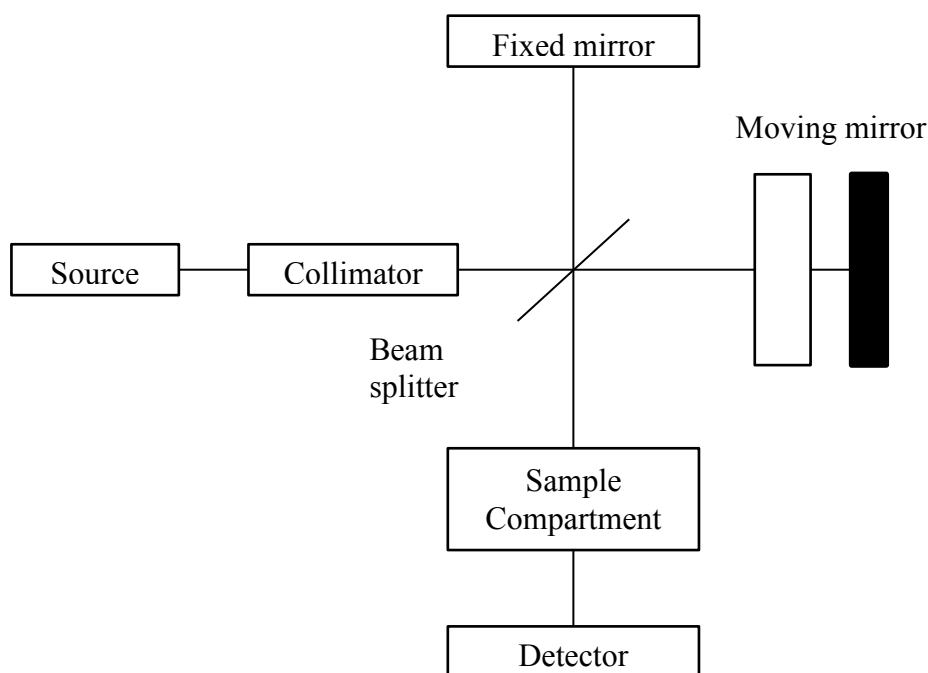 Fixed mirror
Moving mirror
Source
Collimator
Beam
splitter
Sample
Compartment
Detector